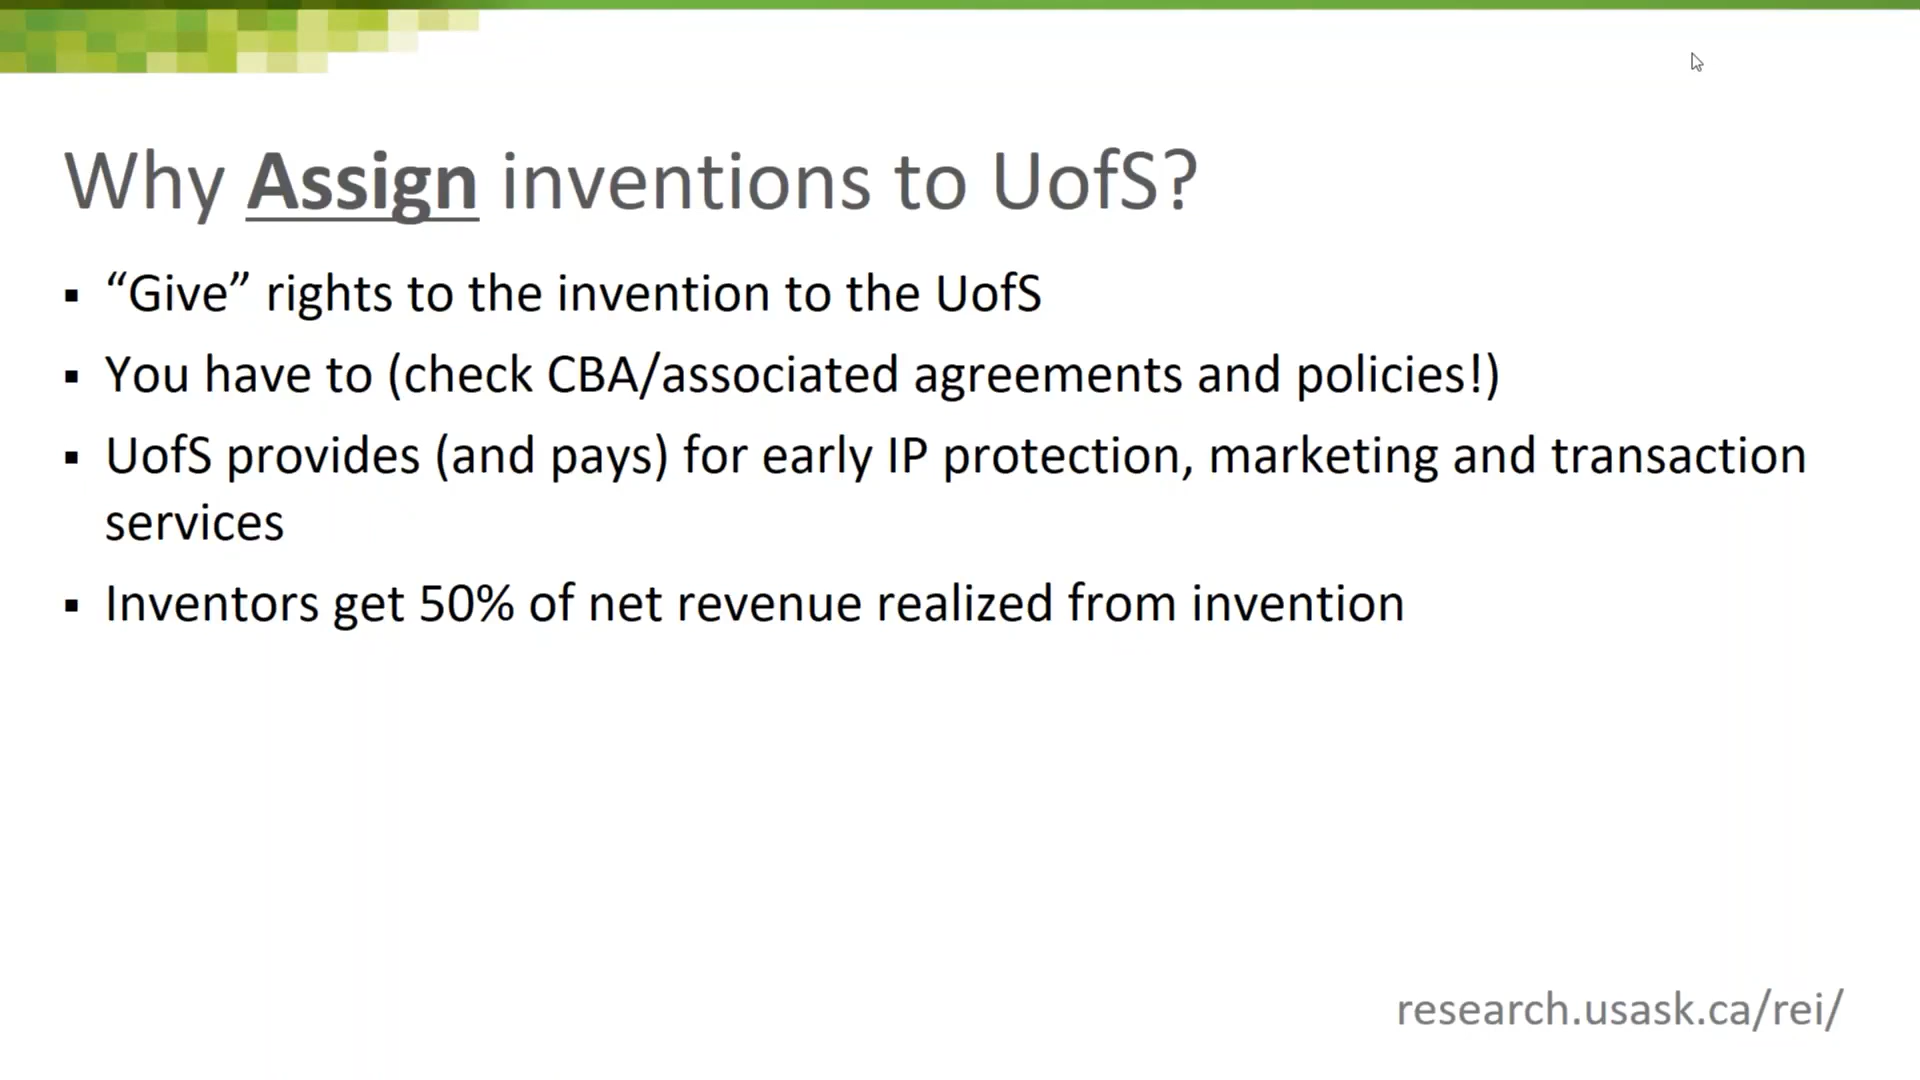 Why Assign inventions to UofS?
▪ “Give” rights to the invention to the UofS
▪ You have to (check CBA/associated agreements and policies!)
▪ UofS provides (and pays) for early IP protection, marketing and transaction
services
▪ Inventors get 50% of net revenue realized from invention
research.usask.ca/rei/